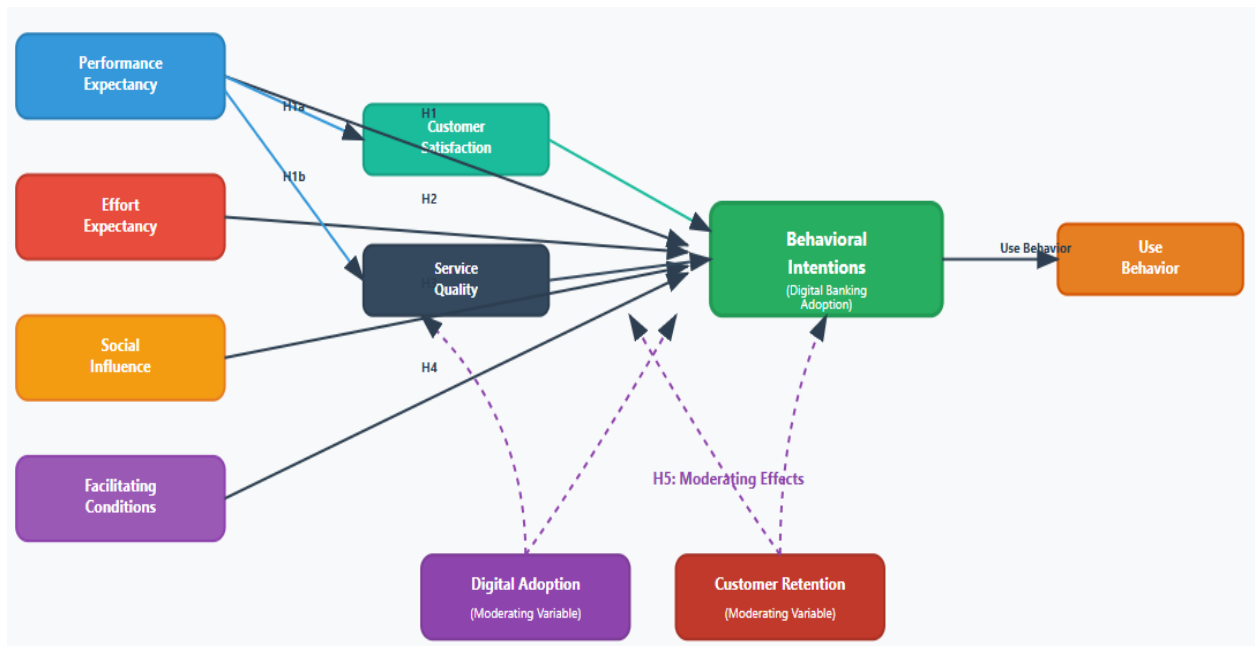 Performance
Expectancy
H1a
H1
Customer
Satisfaction
H1b
Effort
Expectancy
H2
Behavioral
Intentions
(Digital Banking
Adoption)
Use Behavior
Use
Behavior
Service
Quality
Social
Influence
H4
Facilitating
Conditions
H5: Moderating Effects
Digital Adoption
(Moderating Variable)
Customer Retention
(Moderating Variable)